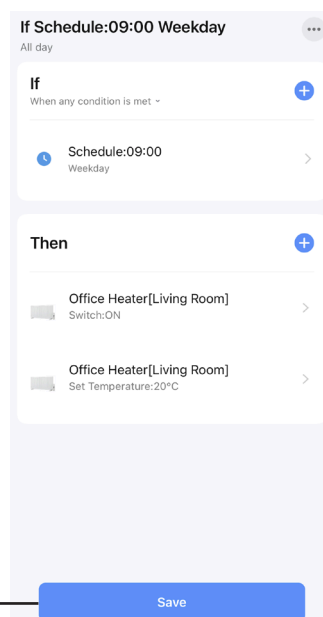 If Schedule:09:00 Weekday
All day
If
When any condition is met
Schedule:09:00
Weekday
Then
Office Heater[Living Room]
Switch:ON
Office Heater[Living Room]
Set Temperature:20°C
Save